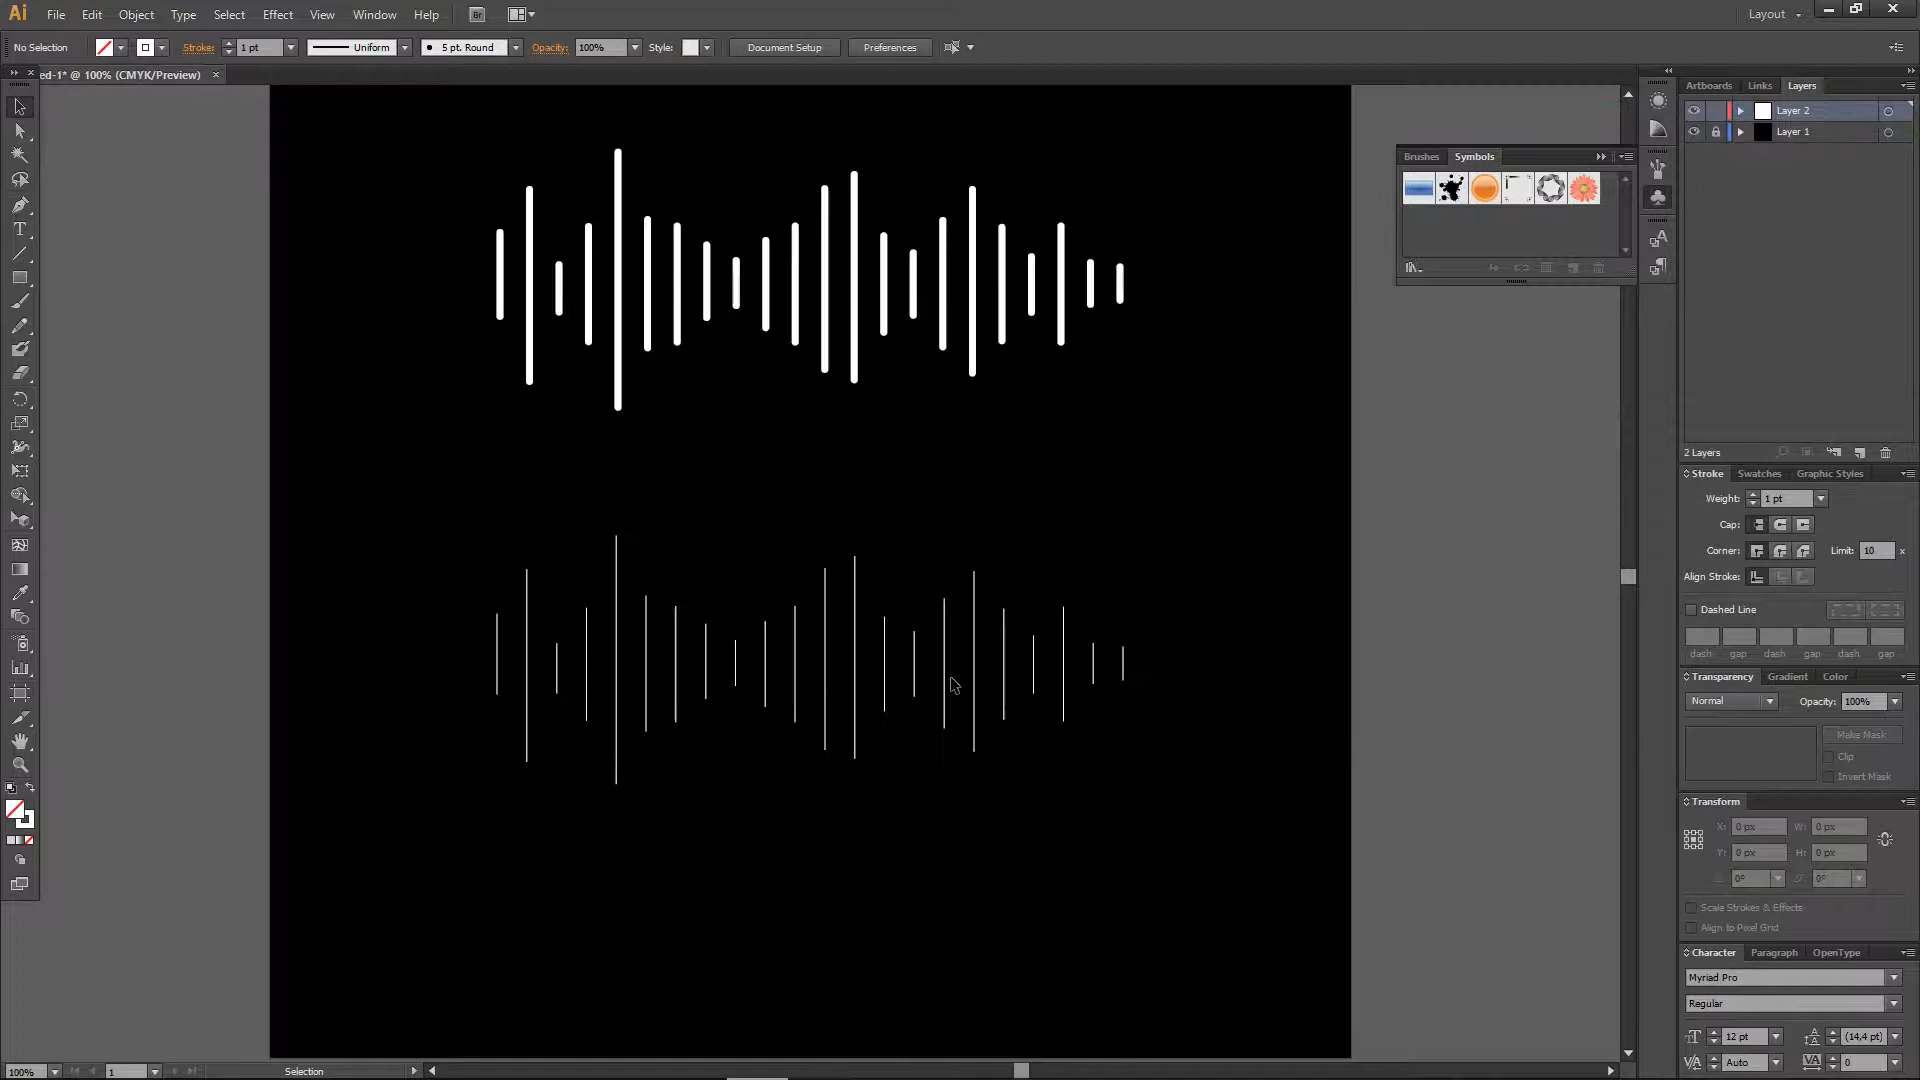 Ai File Edit Object Type Select Effect View Window Help Br Layout
No Selection Stroke: 1 pt Uniform 5 pt. Round Opacity: 100% Style: Document Setup Preferences
ed-1* @ 100% (CMYK/Preview) ×
Artboards Links Layers
Layer 2
Layer 1
Brushes Symbols
2 Layers
Stroke Swatches Graphic Styles
Weight: 1 pt
Cap:
Corner: Limit: 10 x
Align Stroke:
Dashed Line
dash gap dash gap dash gap
Transparency Gradient Color
Normal Opacity: 100%
Make Mask
Clip
Invert Mask
Transform
X: 0 px W: 0 px
Y: 0 px H: 0 px
0° 0°
Scale Strokes & Effects
Align to Pixel Grid
Character Paragraph OpenType
Myriad Pro
Regular
12 pt (14,4 pt)
Auto 0
100% 1 Selection